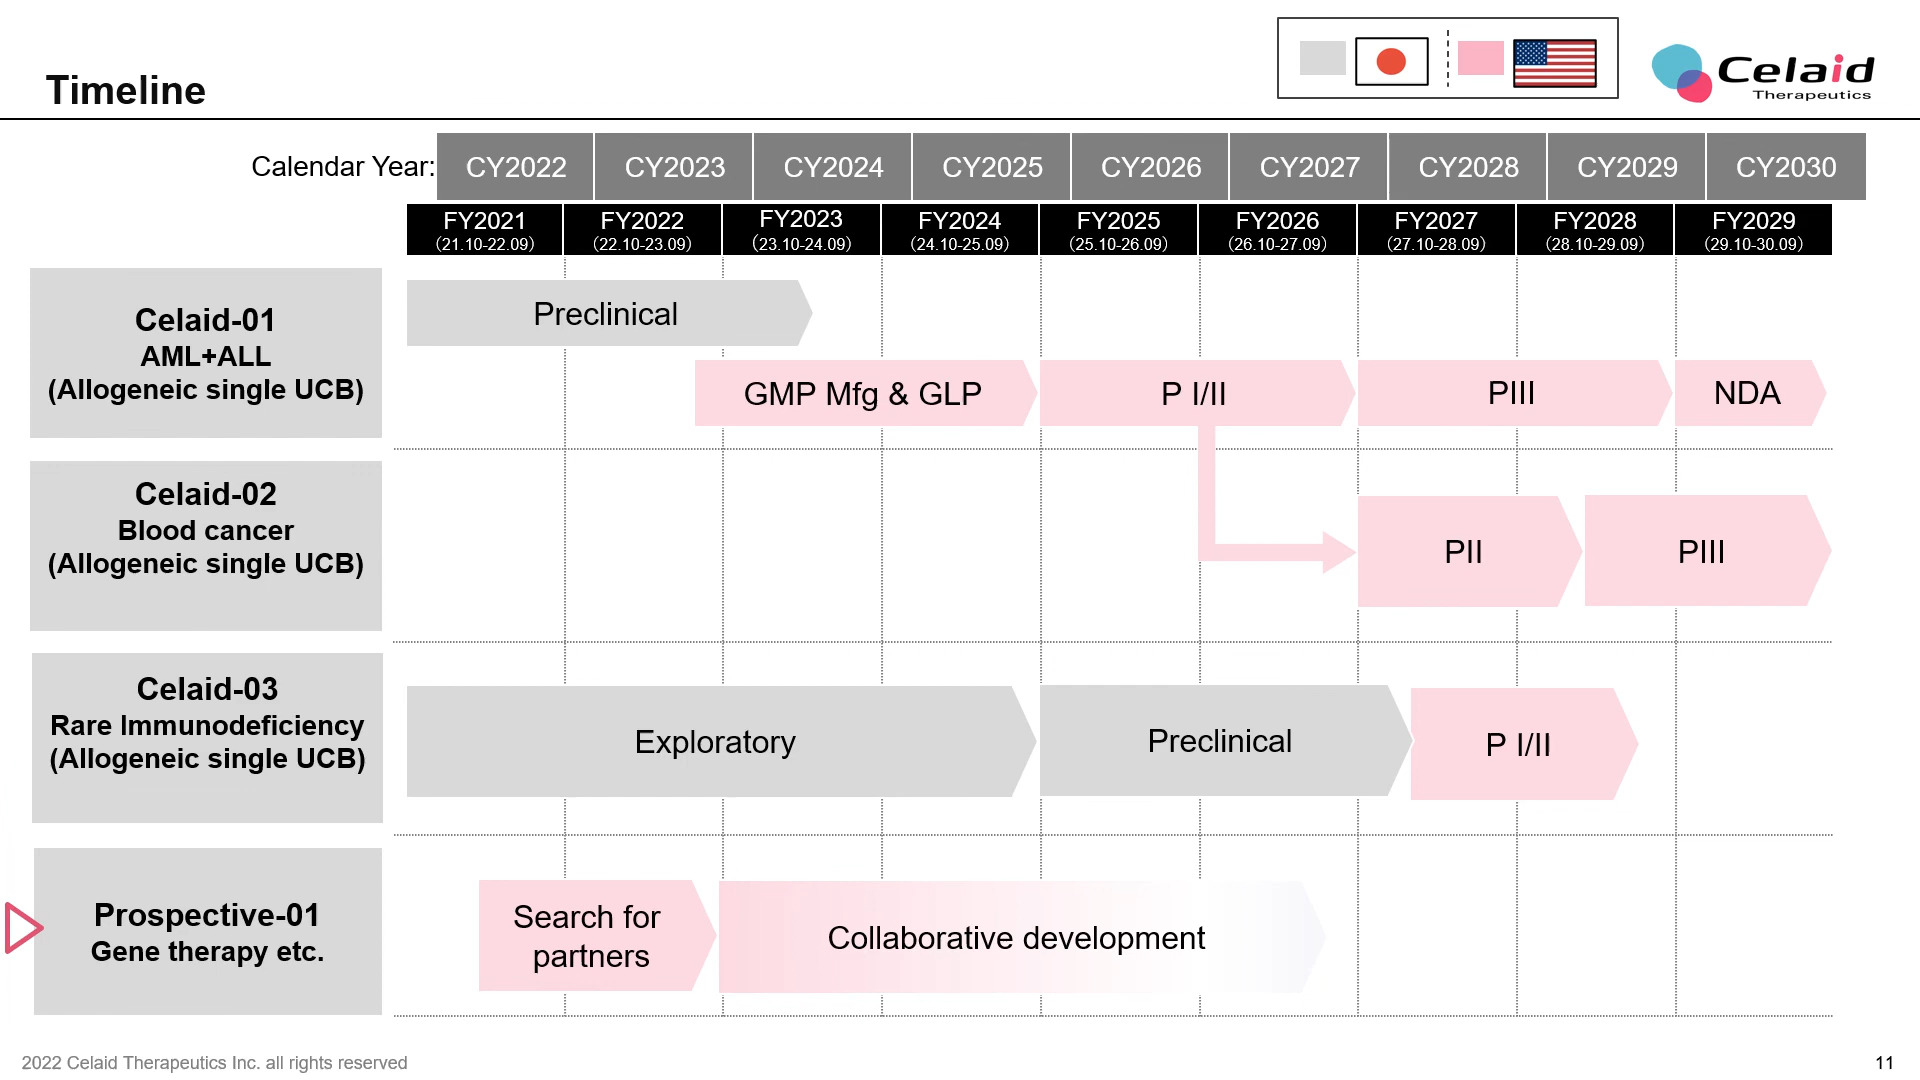 Timeline
Celaid
Therapeutics
Calendar Year:
CY2022
CY2023
CY2024
CY2025
CY2026
CY2027
CY2028
CY2029
CY2030
FY2021
(21.10-22.09)
FY2022
(22.10-23.09)
FY2023
(23.10-24.09)
FY2024
(24.10-25.09)
FY2025
(25.10-26.09)
FY2026
(26.10-27.09)
FY2027
(27.10-28.09)
FY2028
(28.10-29.09)
FY2029
(29.10-30.09)
Celaid-01
AML+ALL
(Allogeneic single UCB)
Preclinical
GMP Mfg & GLP
P I/II
PIII
NDA
Celaid-02
Blood cancer
(Allogeneic single UCB)
PII
PIII
Celaid-03
Rare Immunodeficiency
(Allogeneic single UCB)
Exploratory
Preclinical
P I/II
Prospective-01
Gene therapy etc.
Search for
partners
Collaborative development
2022 Celaid Therapeutics Inc. all rights reserved
11